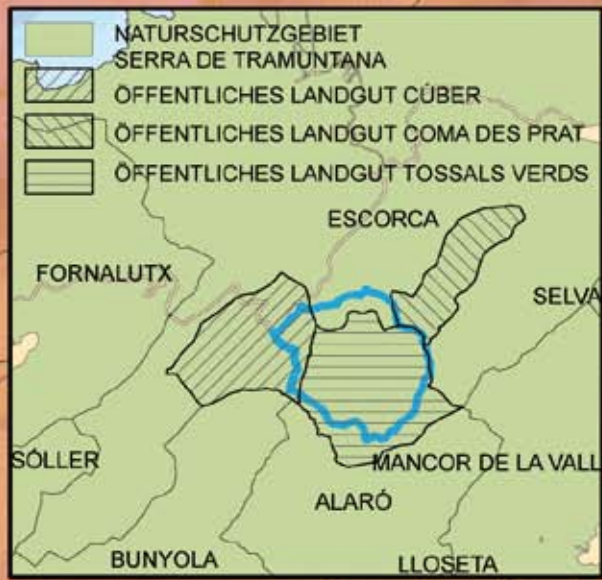 NATURSCHUTZGEBIET
SERRA DE TRAMUNTANA
ÖFFENTLICHES LANDGUT CÚBER
ÖFFENTLICHES LANDGUT COMA DES PRAT
ÖFFENTLICHES LANDGUT TOSSALS VERDS
ESCORCA
FORNALUTX
SELVA
SÓLLER
MANCOR DE LA VALL
ALARÓ
BUNYOLA
LLOSETA